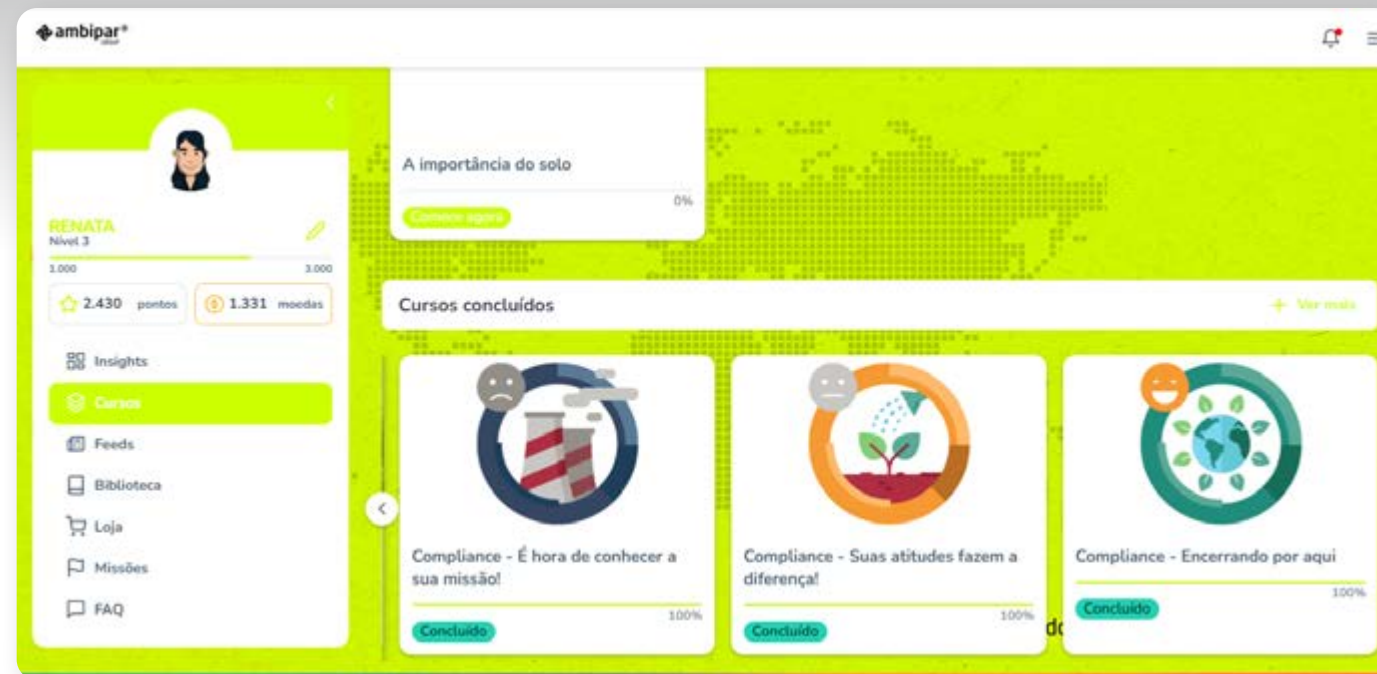 ambipar®
A importância do solo
0%
Comece agora
RENATA
Nível 3
1.000
3.000
2.430 pontos
1.331 moedas
Insights
Cursos
Feeds
Biblioteca
Loja
Missões
FAQ
Cursos concluídos
+ Ver mais
Compliance - É hora de conhecer a
sua missão!
100%
Concluído
Compliance - Suas atitudes fazem a
diferença!
100%
Concluído
Compliance - Encerrando por aqui
100%
Concluído